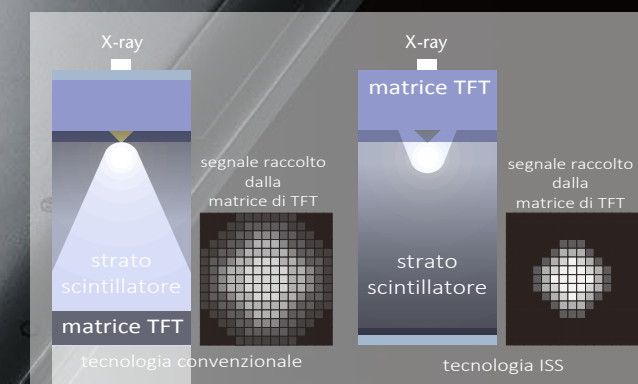 X-ray
strato
scintillatore
matrice TFT
segnale raccolto
dalla
matrice di TFT
tecnologia convenzionale
X-ray
matrice TFT
strato
scintillatore
segnale raccolto
dalla
matrice di TFT
tecnologia ISS